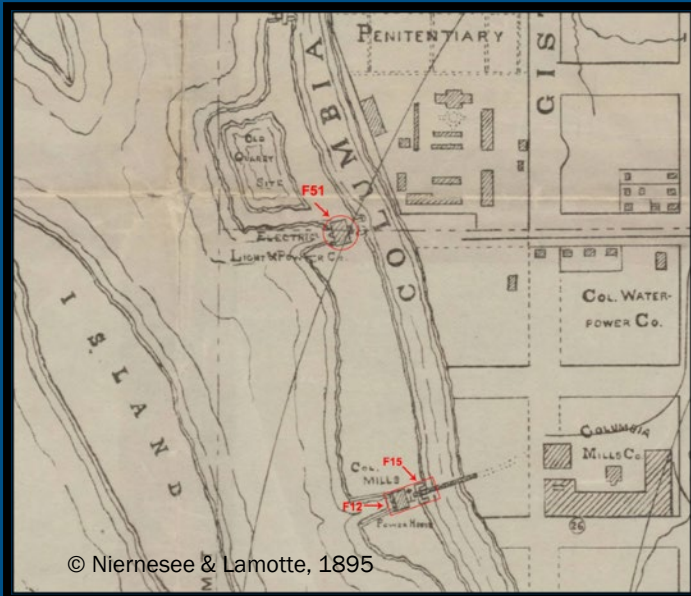 PENITENTIARY
COLUMBIA
GIST
OLD
QUARRY
SITE
F51
ELECTRIC
LIGHT & POWER CO.
COL. WATER-
POWER CO.
ISLAND
COL.
MILLS
F15
F12
POWER HOUSE
COLUMBIA
MILLS CO.
26
© Niernesee & Lamotte, 1895